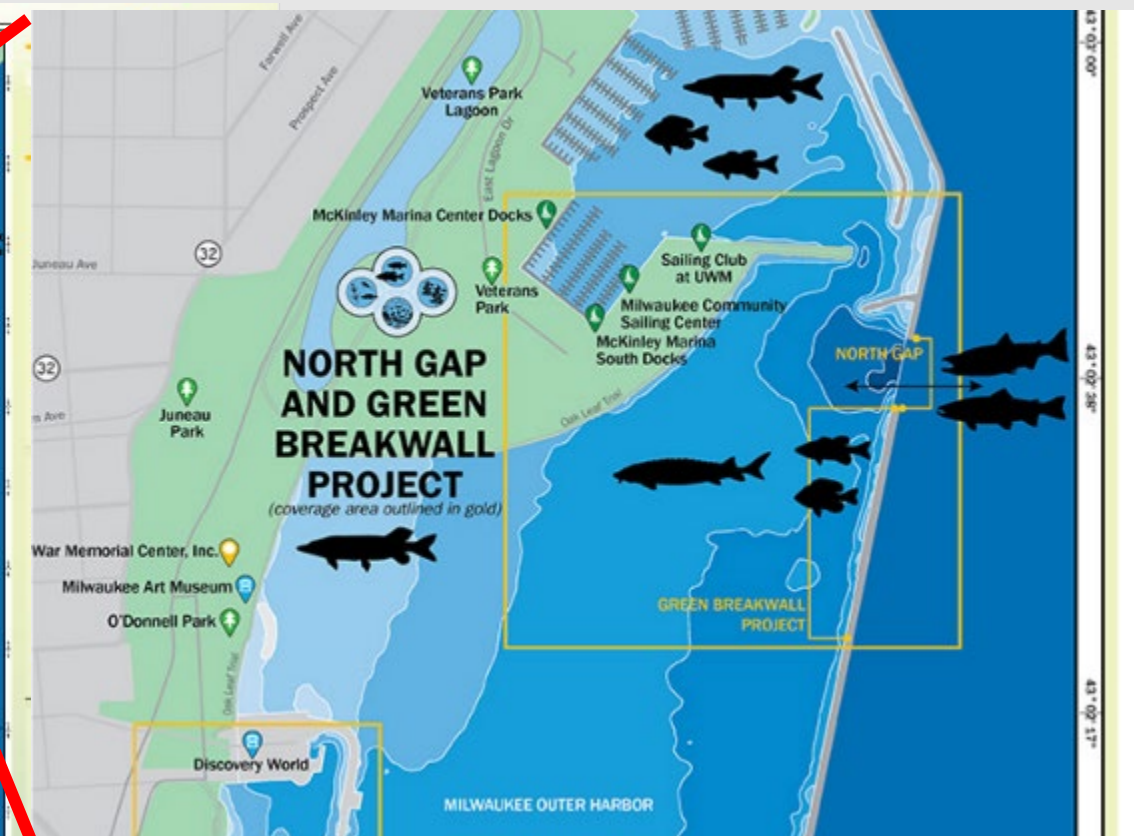 Farwell Ave
Prospect Ave
43° 03' 00"
Veterans Park
Lagoon
East Lagoon Dr
McKinley Marina Center Docks
32
Juneau Ave
Sailing Club
at UWM
Veterans
Park
Milwaukee Community
Sailing Center
McKinley Marina
South Docks
NORTH GAP
43° 02' 38"
NORTH GAP
AND GREEN
BREAKWALL
PROJECT
(coverage area outlined in gold)
32
Juneau
Park
Ave
Oak Leaf Trial
War Memorial Center, Inc.
Milwaukee Art Museum
O'Donnell Park
GREEN BREAKWALL
PROJECT
Oak Leaf Trial
43° 02' 17"
Discovery World
MILWAUKEE OUTER HARBOR